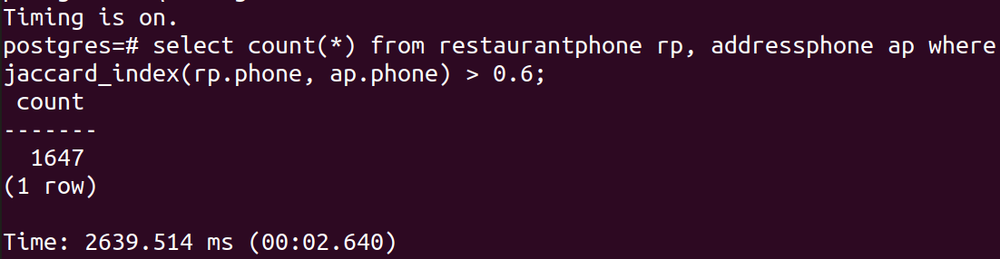 Timing is on.
postgres=# select count(*) from restaurantphone rp, addressphone ap where
jaccard_index(rp.phone, ap.phone) > 0.6;
count
-------
1647
(1 row)
Time: 2639.514 ms (00:02.640)